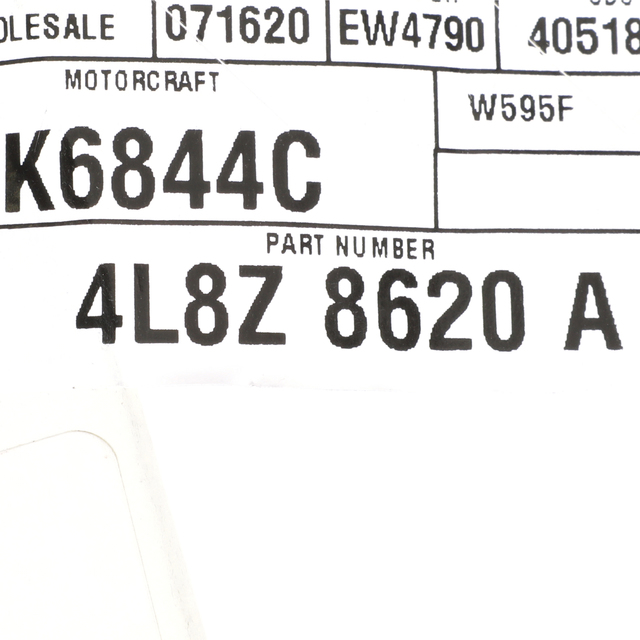 OLESALE 071620 EW4790 40518
MOTORCRAFT
W595F
K6844C
PART NUMBER
4L8Z 8620 A